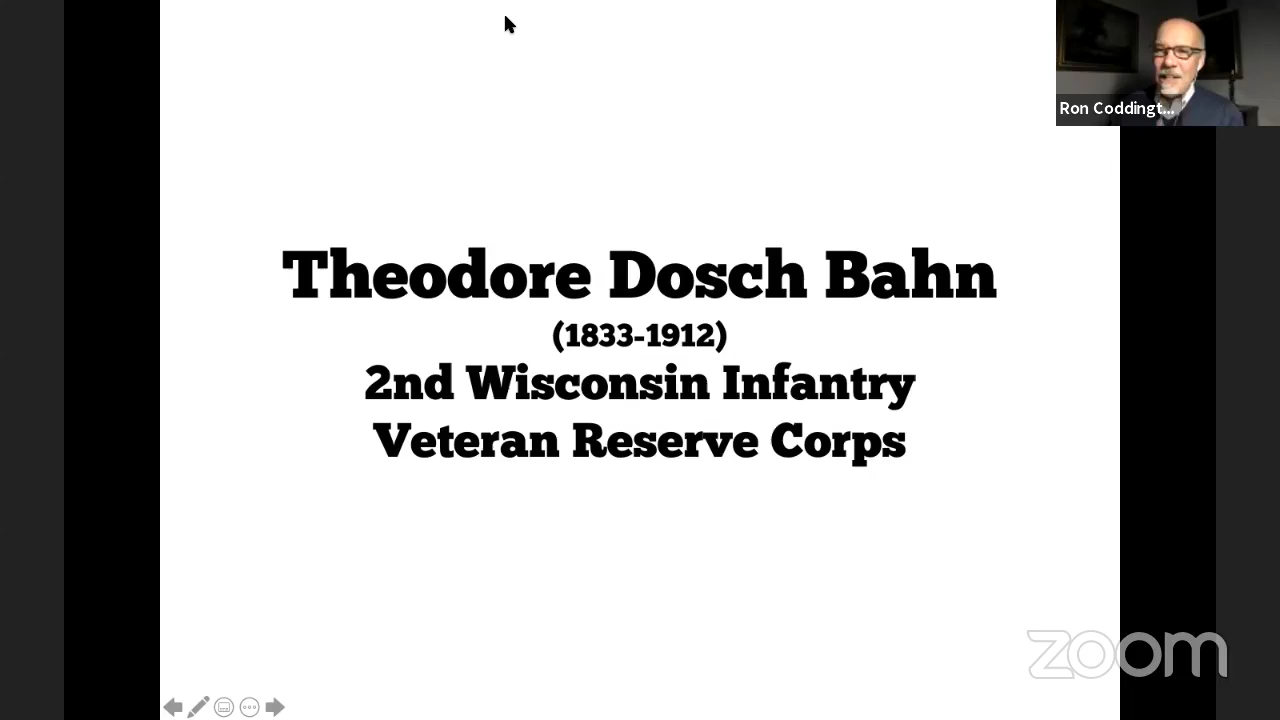 Ron Coddingt...
Theodore Dosch Bahn
(1833-1912)
2nd Wisconsin Infantry
Veteran Reserve Corps
zoom